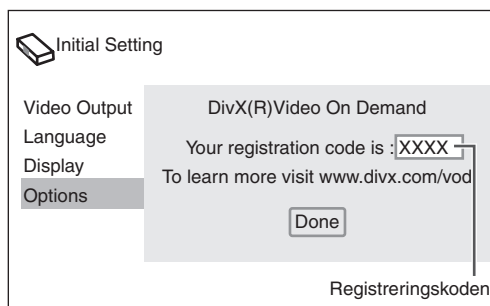 Initial Setting
Video Output
Language
Display
Options
DivX(R)Video On Demand
Your registration code is : XXXX
To learn more visit www.divx.com/vod
Done
Registreringskoden